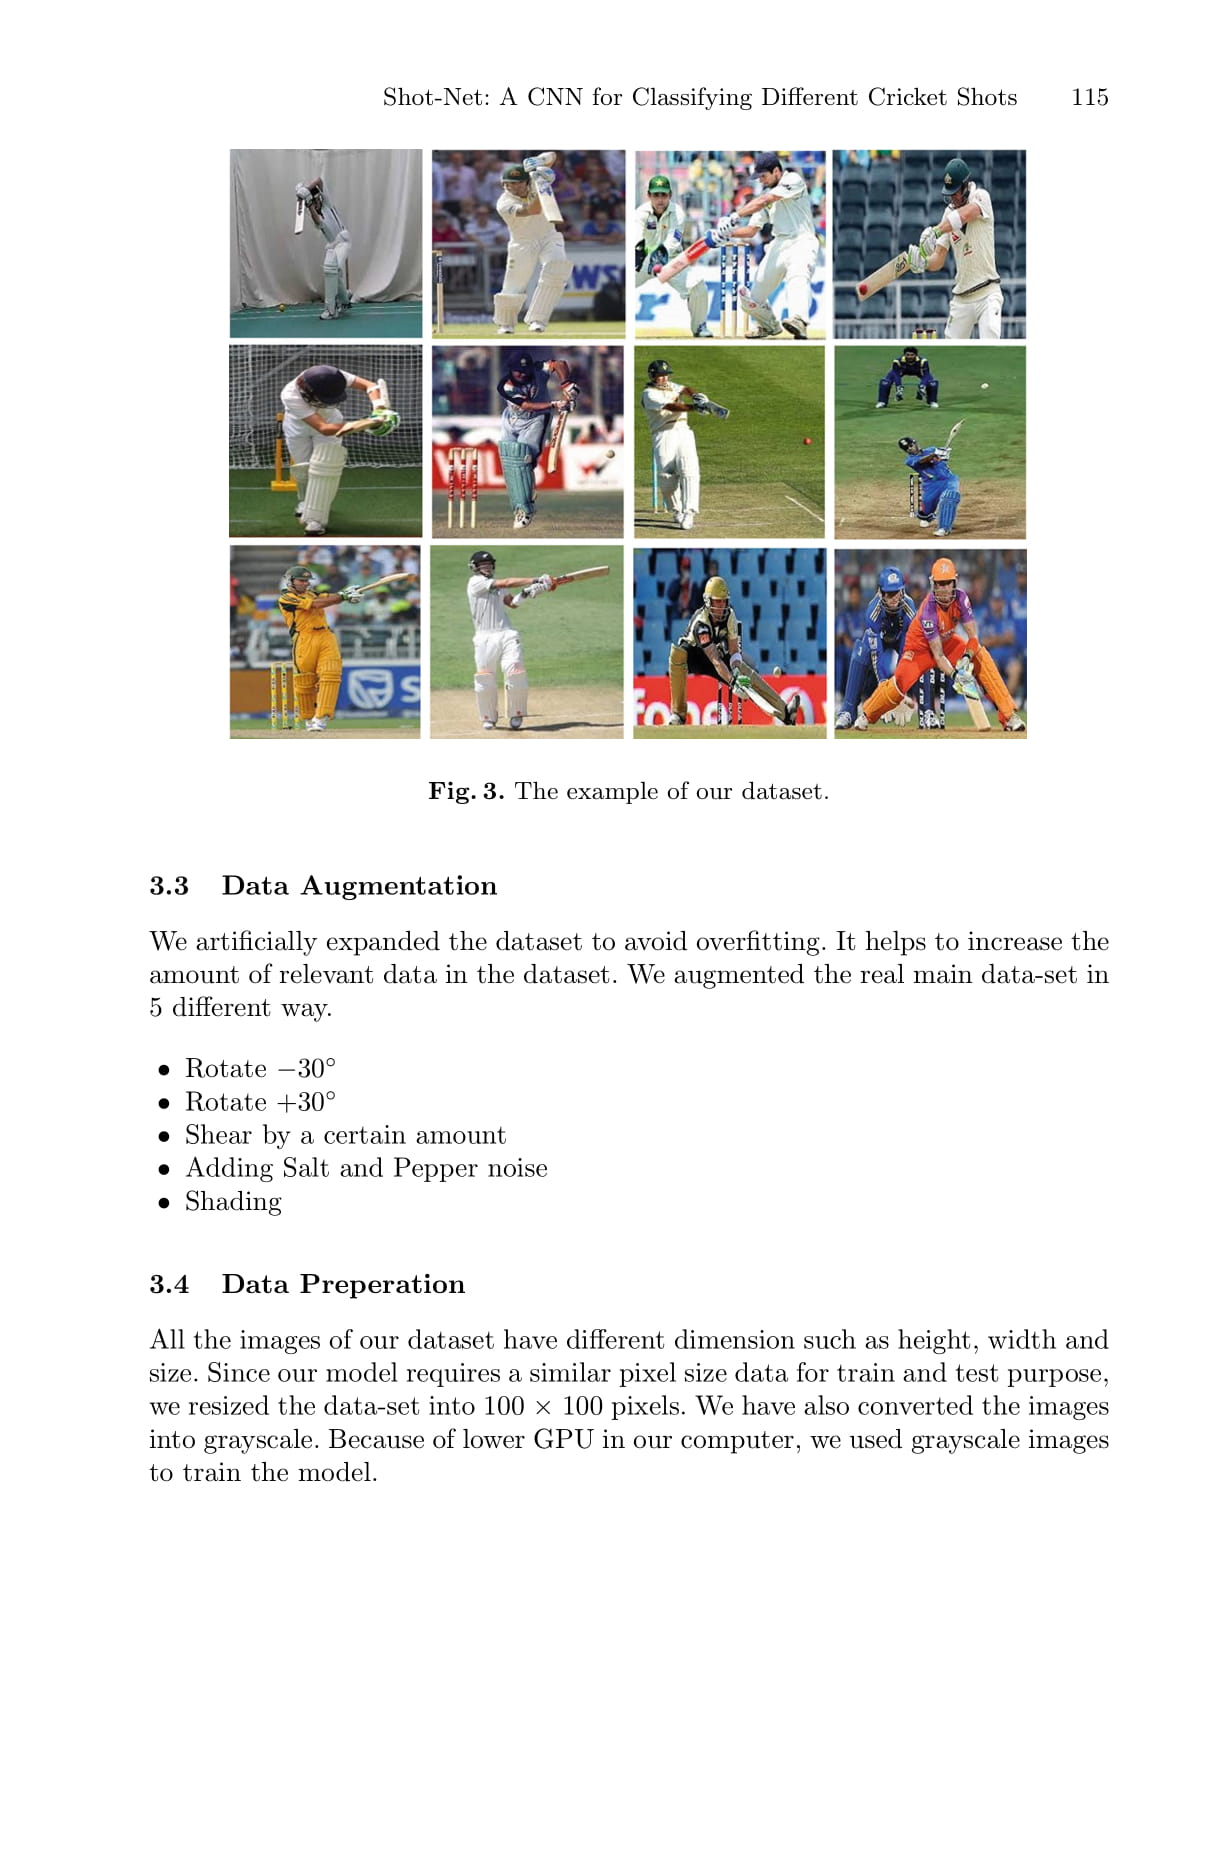 Shot-Net: A CNN for Classifying Different Cricket Shots 115
WS
WILLS
S
fone
DLF DLF
Fig. 3. The example of our dataset.
3.3 Data Augmentation
We artificially expanded the dataset to avoid overfitting. It helps to increase the
amount of relevant data in the dataset. We augmented the real main data-set in
5 different way.
• Rotate −30°
• Rotate +30°
• Shear by a certain amount
• Adding Salt and Pepper noise
• Shading
3.4 Data Preperation
All the images of our dataset have different dimension such as height, width and
size. Since our model requires a similar pixel size data for train and test purpose,
we resized the data-set into 100 × 100 pixels. We have also converted the images
into grayscale. Because of lower GPU in our computer, we used grayscale images
to train the model.